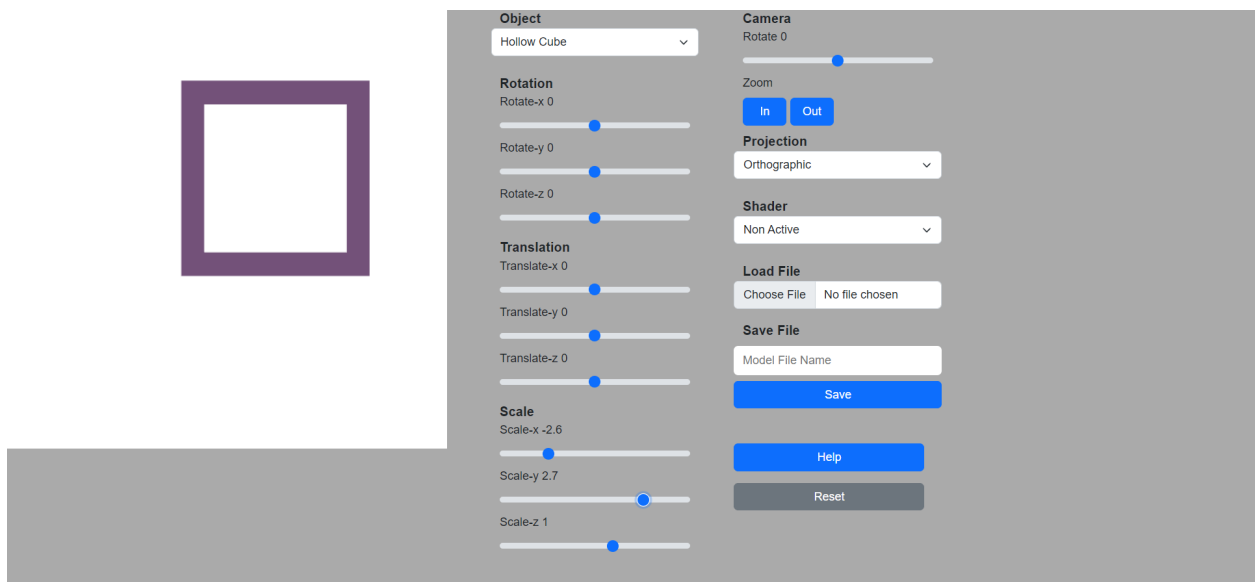 Object
Hollow Cube
Rotation
Rotate-x 0
Rotate-y 0
Rotate-z 0
Translation
Translate-x 0
Translate-y 0
Translate-z 0
Scale
Scale-x -2.6
Scale-y 2.7
Scale-z 1
Camera
Rotate 0
Zoom
In Out
Projection
Orthographic
Shader
Non Active
Load File
Choose File No file chosen
Save File
Model File Name
Save
Help
Reset